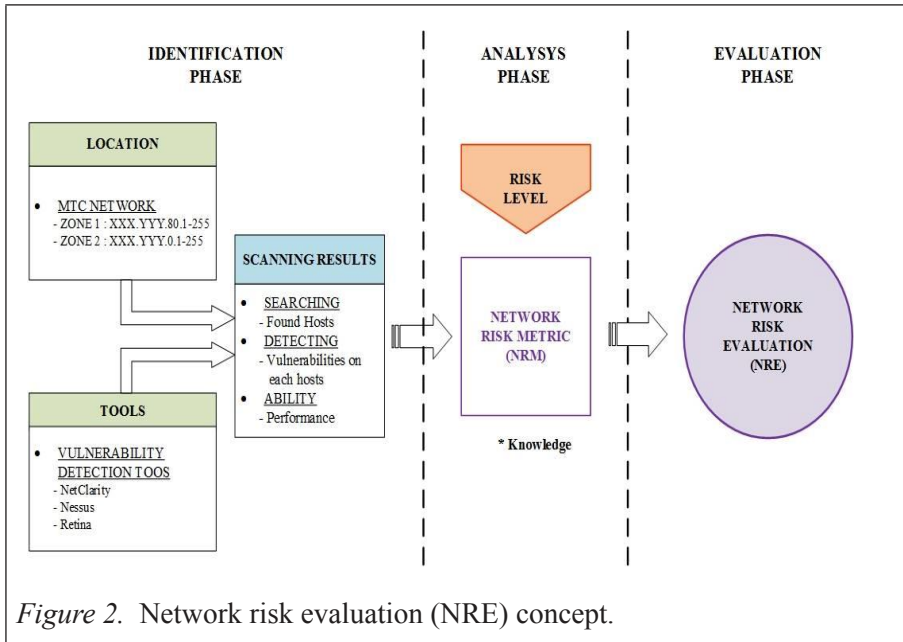 IDENTIFICATION
PHASE
ANALYSYS
PHASE
EVALUATION
PHASE
LOCATION
• MTC NETWORK
- ZONE 1 : XXX.YYY.80.1-255
- ZONE 2 : XXX.YYY.0.1-255
TOOLS
• VULNERABILITY
DETECTION TOOS
- NetClarity
- Nessus
- Retina
SCANNING RESULTS
• SEARCHING
- Found Hosts
• DETECTING
- Vulnerabilities on
each hosts
• ABILITY
- Performance
RISK
LEVEL
NETWORK
RISK METRIC
(NRM)
* Knowledge
NETWORK
RISK
EVALUATION
(NRE)
Figure 2. Network risk evaluation (NRE) concept.